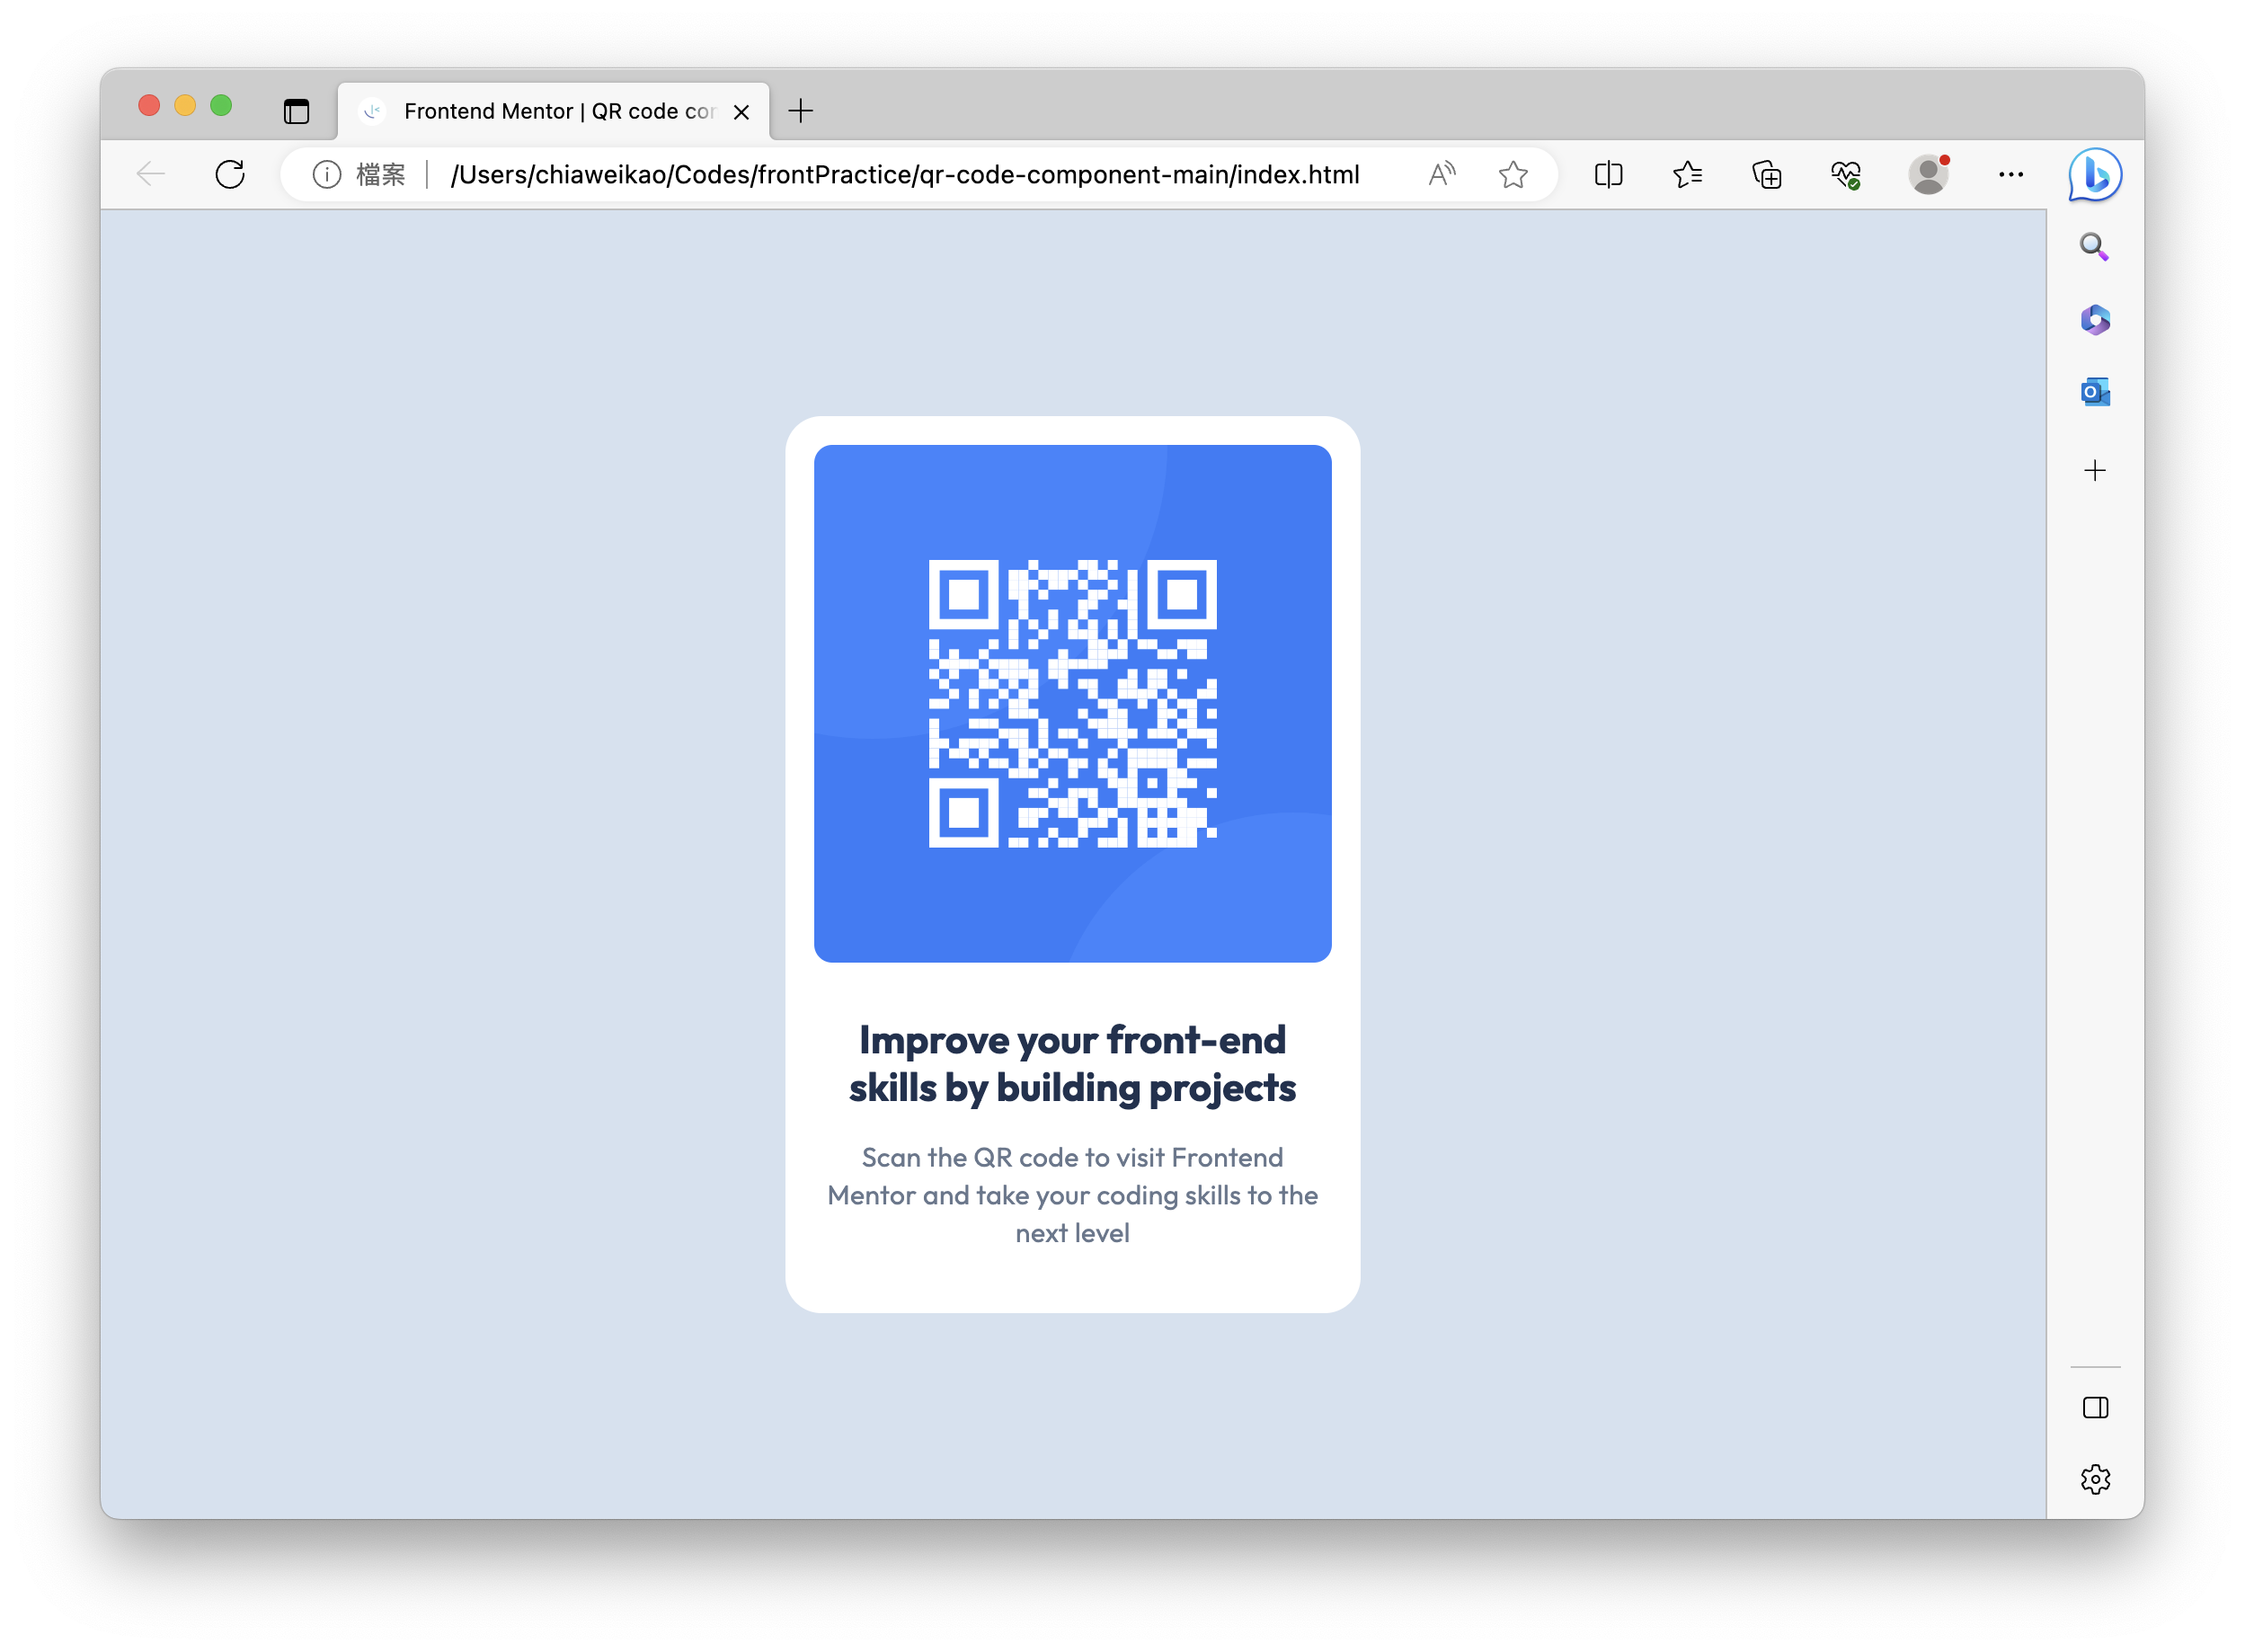 Frontend Mentor | QR code cor
檔案 /Users/chiaweikao/Codes/frontPractice/qr-code-component-main/index.html
Improve your front-end
skills by building projects
Scan the QR code to visit Frontend
Mentor and take your coding skills to the
next level